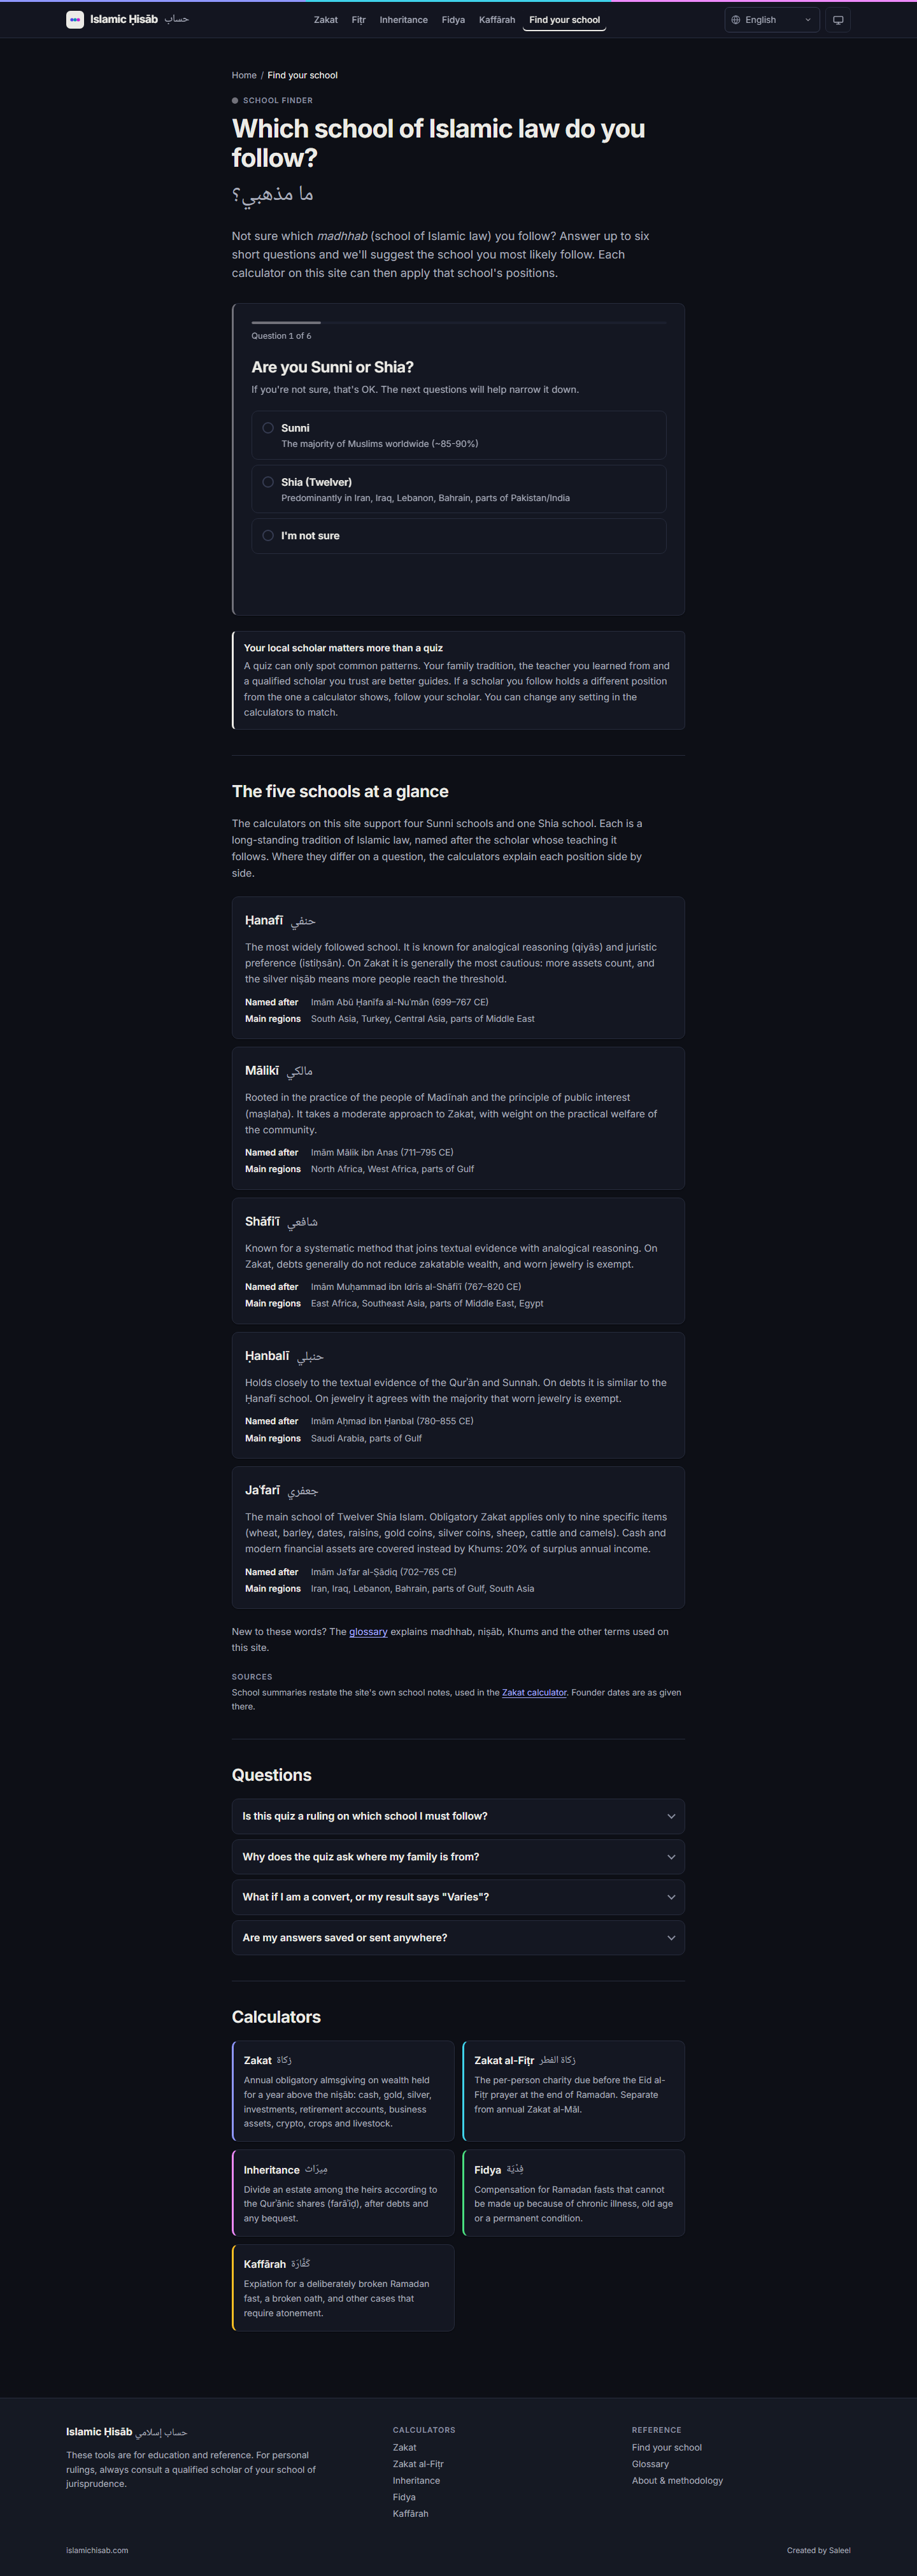 Islamic Ḥisāb حساب
Zakat Fiṭr Inheritance Fidya Kaffārah Find your school
English
Home / Find your school
SCHOOL FINDER
Which school of Islamic law do you
follow?
ما مذهبي؟
Not sure which madhhab (school of Islamic law) you follow? Answer up to six
short questions and we'll suggest the school you most likely follow. Each
calculator on this site can then apply that school's positions.
Question 1 of 6
Are you Sunni or Shia?
If you're not sure, that's OK. The next questions will help narrow it down.
Sunni
The majority of Muslims worldwide (~85-90%)
Shia (Twelver)
Predominantly in Iran, Iraq, Lebanon, Bahrain, parts of Pakistan/India
I'm not sure
Your local scholar matters more than a quiz
A quiz can only spot common patterns. Your family tradition, the teacher you learned from and
a qualified scholar you trust are better guides. If a scholar you follow holds a different position
from the one a calculator shows, follow your scholar. You can change any setting in the
calculators to match.
The five schools at a glance
The calculators on this site support four Sunni schools and one Shia school. Each is a
long-standing tradition of Islamic law, named after the scholar whose teaching it
follows. Where they differ on a question, the calculators explain each position side by
side.
Ḥanafī حنفي
The most widely followed school. It is known for analogical reasoning (qiyās) and juristic
preference (istiḥsān). On Zakat it is generally the most cautious: more assets count, and
the silver niṣāb means more people reach the threshold.
Named after Imām Abū Ḥanīfa al-Nuʿmān (699–767 CE)
Main regions South Asia, Turkey, Central Asia, parts of Middle East
Mālikī مالكي
Rooted in the practice of the people of Madīnah and the principle of public interest
(maṣlaḥa). It takes a moderate approach to Zakat, with weight on the practical welfare of
the community.
Named after Imām Mālik ibn Anas (711–795 CE)
Main regions North Africa, West Africa, parts of Gulf
Shāfiʿī شافعي
Known for a systematic method that joins textual evidence with analogical reasoning. On
Zakat, debts generally do not reduce zakatable wealth, and worn jewelry is exempt.
Named after Imām Muḥammad ibn Idrīs al-Shāfiʿī (767–820 CE)
Main regions East Africa, Southeast Asia, parts of Middle East, Egypt
Ḥanbalī حنبلي
Holds closely to the textual evidence of the Qurʾān and Sunnah. On debts it is similar to the
Ḥanafī school. On jewelry it agrees with the majority that worn jewelry is exempt.
Named after Imām Aḥmad ibn Ḥanbal (780–855 CE)
Main regions Saudi Arabia, parts of Gulf
Jaʿfarī جعفري
The main school of Twelver Shia Islam. Obligatory Zakat applies only to nine specific items
(wheat, barley, dates, raisins, gold coins, silver coins, sheep, cattle and camels). Cash and
modern financial assets are covered instead by Khums: 20% of surplus annual income.
Named after Imām Jaʿfar al-Ṣādiq (702–765 CE)
Main regions Iran, Iraq, Lebanon, Bahrain, parts of Gulf, South Asia
New to these words? The glossary explains madhhab, niṣāb, Khums and the other terms used on
this site.
SOURCES
School summaries restate the site's own school notes, used in the Zakat calculator. Founder dates are as given
there.
Questions
Is this quiz a ruling on which school I must follow?
Why does the quiz ask where my family is from?
What if I am a convert, or my result says "Varies"?
Are my answers saved or sent anywhere?
Calculators
Zakat زكاة
Annual obligatory almsgiving on wealth held
for a year above the niṣāb: cash, gold, silver,
investments, retirement accounts, business
assets, crypto, crops and livestock.
Zakat al-Fiṭr زكاة الفطر
The per-person charity due before the Eid al-
Fiṭr prayer at the end of Ramadan. Separate
from annual Zakat al-Māl.
Inheritance مِيرَاث
Divide an estate among the heirs according to
the Qurʾānic shares (farāʾiḍ), after debts and
any bequest.
Fidya فِدْيَة
Compensation for Ramadan fasts that cannot
be made up because of chronic illness, old age
or a permanent condition.
Kaffārah كَفَّارَة
Expiation for a deliberately broken Ramadan
fast, a broken oath, and other cases that
require atonement.
Islamic Ḥisāb حساب إسلامي
These tools are for education and reference. For personal
rulings, always consult a qualified scholar of your school of
jurisprudence.
CALCULATORS
Zakat
Zakat al-Fiṭr
Inheritance
Fidya
Kaffārah
REFERENCE
Find your school
Glossary
About & methodology
islamichisab.com
Created by Saleel